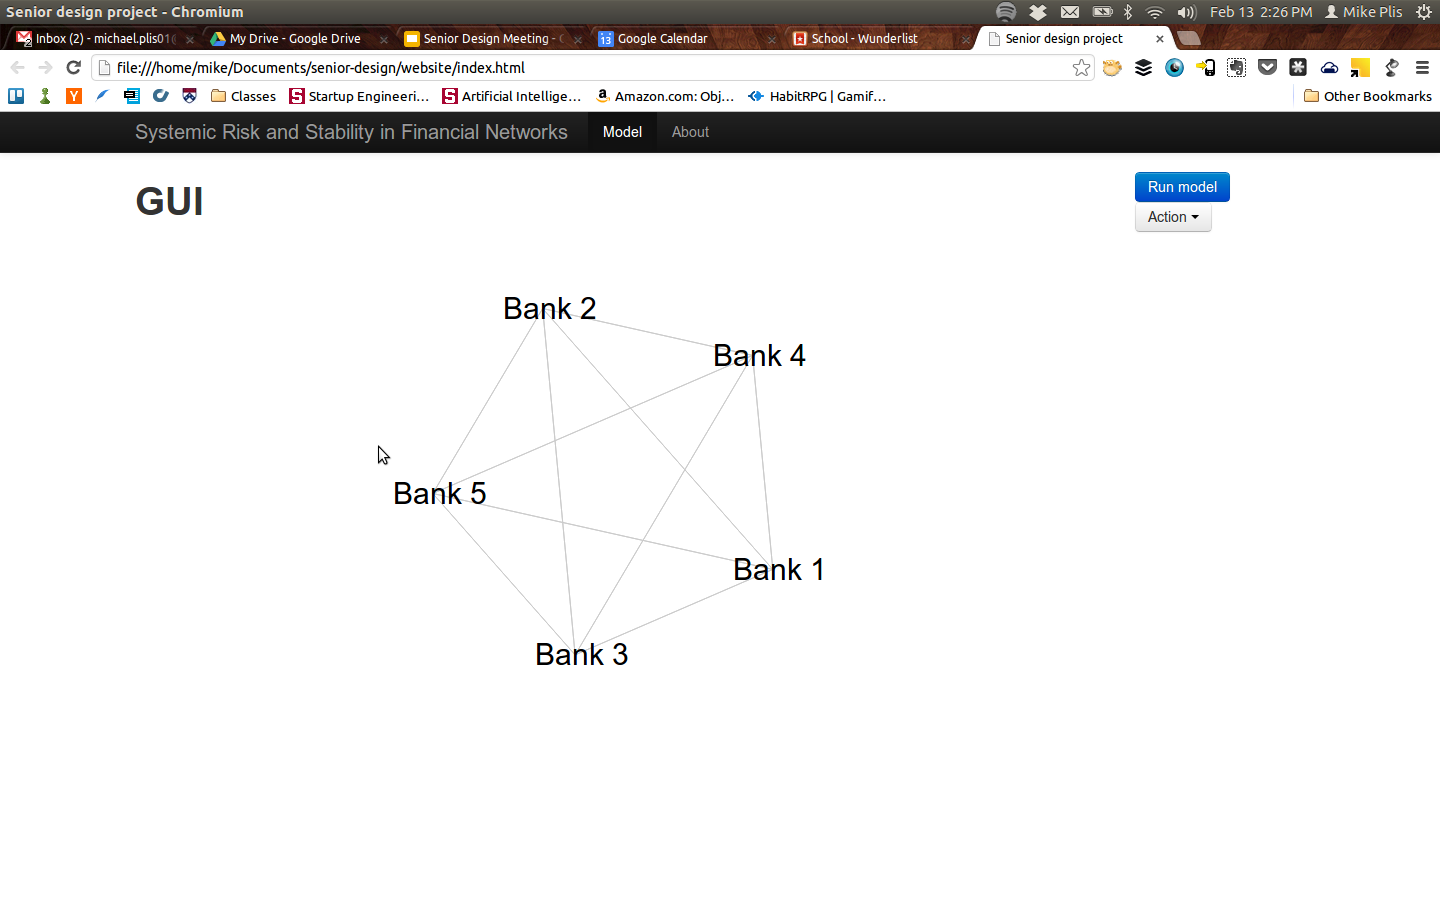 Senior design project - Chromium
Feb 13 2:26 PM
Mike Plis
Inbox (2) - michael.plis01
My Drive - Google Drive
Senior Design Meeting -
Google Calendar
School - Wunderlist
Senior design project
file:///home/mike/Documents/senior-design/website/index.html
Classes
Startup Engineeri...
Artificial Intellige...
Amazon.com: Obj...
HabitRPG | Gamif...
Other Bookmarks
Systemic Risk and Stability in Financial Networks
Model
About
GUI
Run model
Action
Bank 2
Bank 4
Bank 5
Bank 1
Bank 3